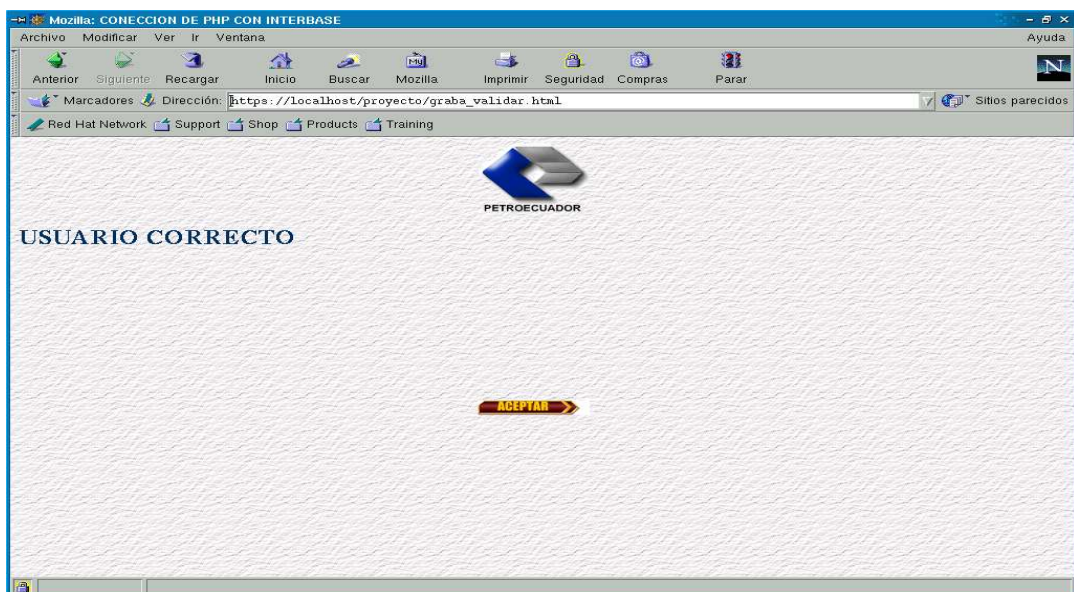 Mozilla: CONECCION DE PHP CON INTERBASE
Archivo Modificar Ver Ir Ventana Ayuda
Anterior Siguiente Recargar Inicio Buscar Mozilla Imprimir Seguridad Compras Parar
My
N
Marcadores Dirección: https://localhost/proyecto/graba_validar.html Sitios parecidos
Red Hat Network Support Shop Products Training
PETROECUADOR
USUARIO CORRECTO
ACEPTAR